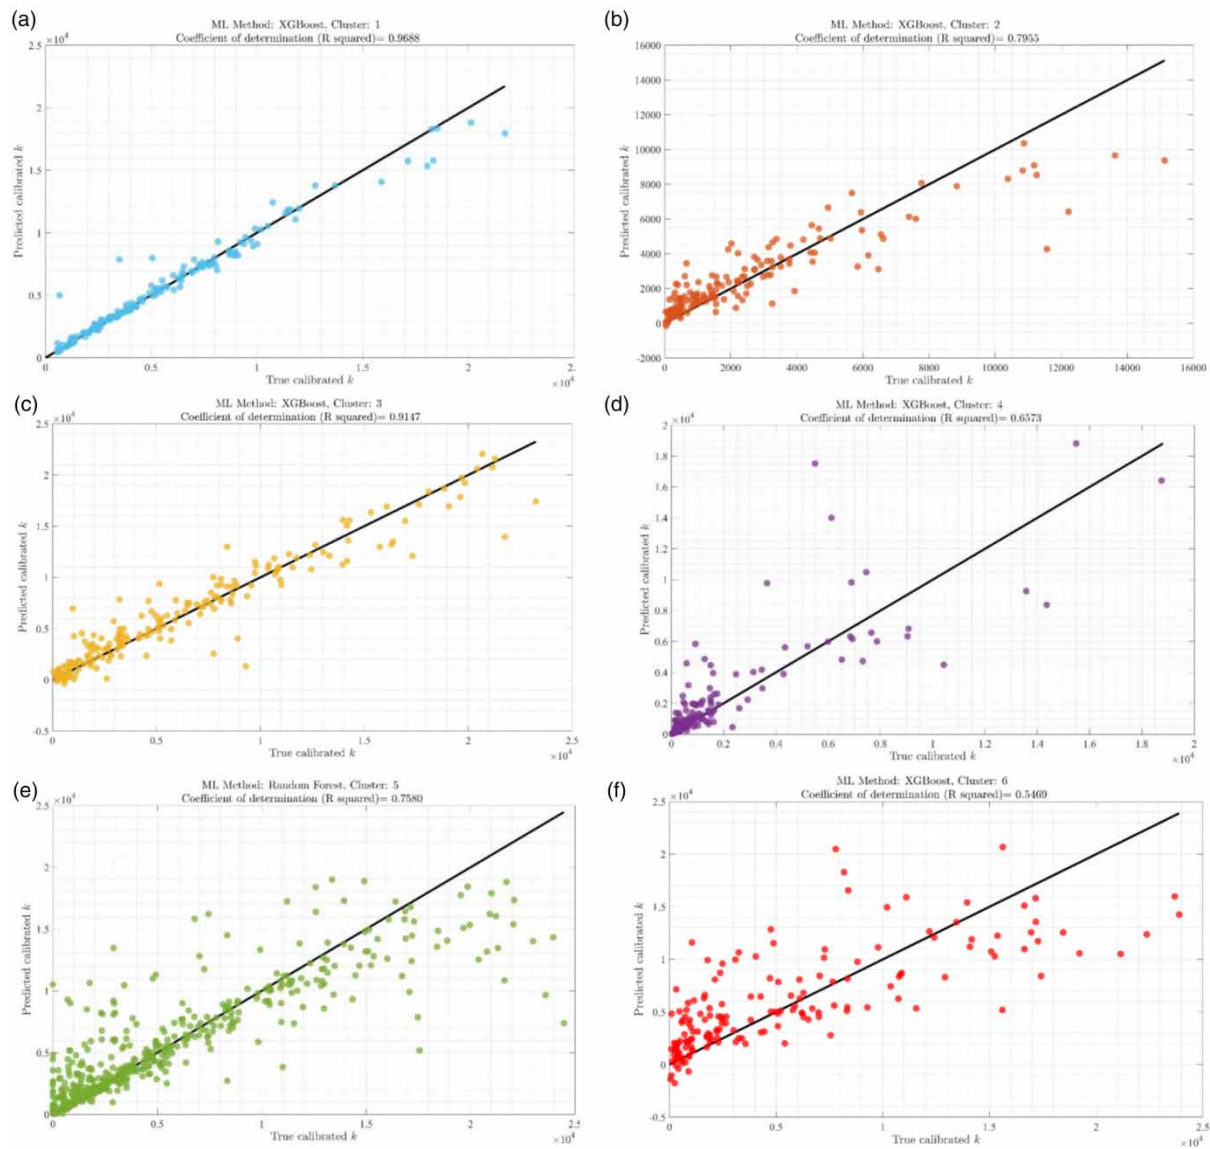 (a)
ML Method: XGBoost, Cluster: 1
Coefficient of determination (R squared)= 0.9688
×10⁴
2.5
2
1.5
1
0.5
0
Predicted calibrated k
0 0.5 1 1.5 2 2.5
True calibrated k
×10⁴
(b)
ML Method: XGBoost, Cluster: 2
Coefficient of determination (R squared)= 0.7955
16000
14000
12000
10000
8000
6000
4000
2000
0
-2000
Predicted calibrated k
0 2000 4000 6000 8000 10000 12000 14000 16000
True calibrated k
(c)
ML Method: XGBoost, Cluster: 3
Coefficient of determination (R squared)= 0.9147
×10⁴
2.5
2
1.5
1
0.5
0
-0.5
Predicted calibrated k
0 0.5 1 1.5 2 2.5
True calibrated k
×10⁴
(d)
ML Method: XGBoost, Cluster: 4
Coefficient of determination (R squared)= 0.6573
×10⁴
2
1.8
1.6
1.4
1.2
1
0.8
0.6
0.4
0.2
0
Predicted calibrated k
0 0.2 0.4 0.6 0.8 1 1.2 1.4 1.6 1.8 2
True calibrated k
×10⁴
(e)
ML Method: Random Forest, Cluster: 5
Coefficient of determination (R squared)= 0.7580
×10⁴
2.5
2
1.5
1
0.5
0
Predicted calibrated k
0 0.5 1 1.5 2 2.5
True calibrated k
×10⁴
(f)
ML Method: XGBoost, Cluster: 6
Coefficient of determination (R squared)= 0.5469
×10⁴
2.5
2
1.5
1
0.5
0
-0.5
Predicted calibrated k
0 0.5 1 1.5 2 2.5
True calibrated k
×10⁴